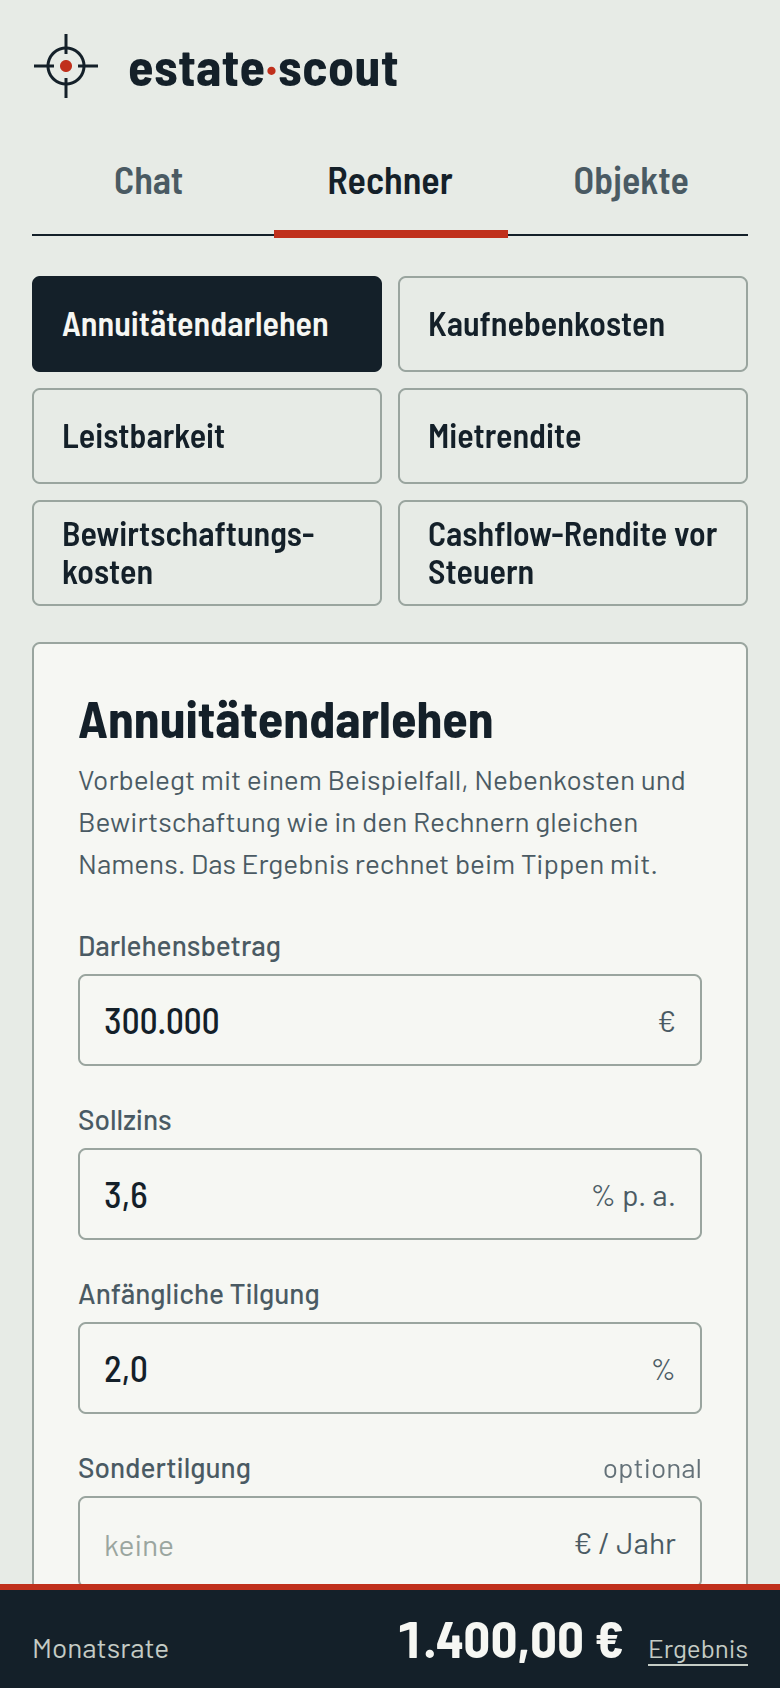 estate·scout
Chat
Rechner
Objekte
Annuitätendarlehen
Kaufnebenkosten
Leistbarkeit
Mietrendite
Bewirtschaftungs-
kosten
Cashflow-Rendite vor
Steuern
Annuitätendarlehen
Vorbelegt mit einem Beispielfall, Nebenkosten und
Bewirtschaftung wie in den Rechnern gleichen
Namens. Das Ergebnis rechnet beim Tippen mit.
Darlehensbetrag
300.000 €
Sollzins
3,6 % p. a.
Anfängliche Tilgung
2,0 %
Sondertilgung optional
keine € / Jahr
Monatsrate 1.400,00 € Ergebnis